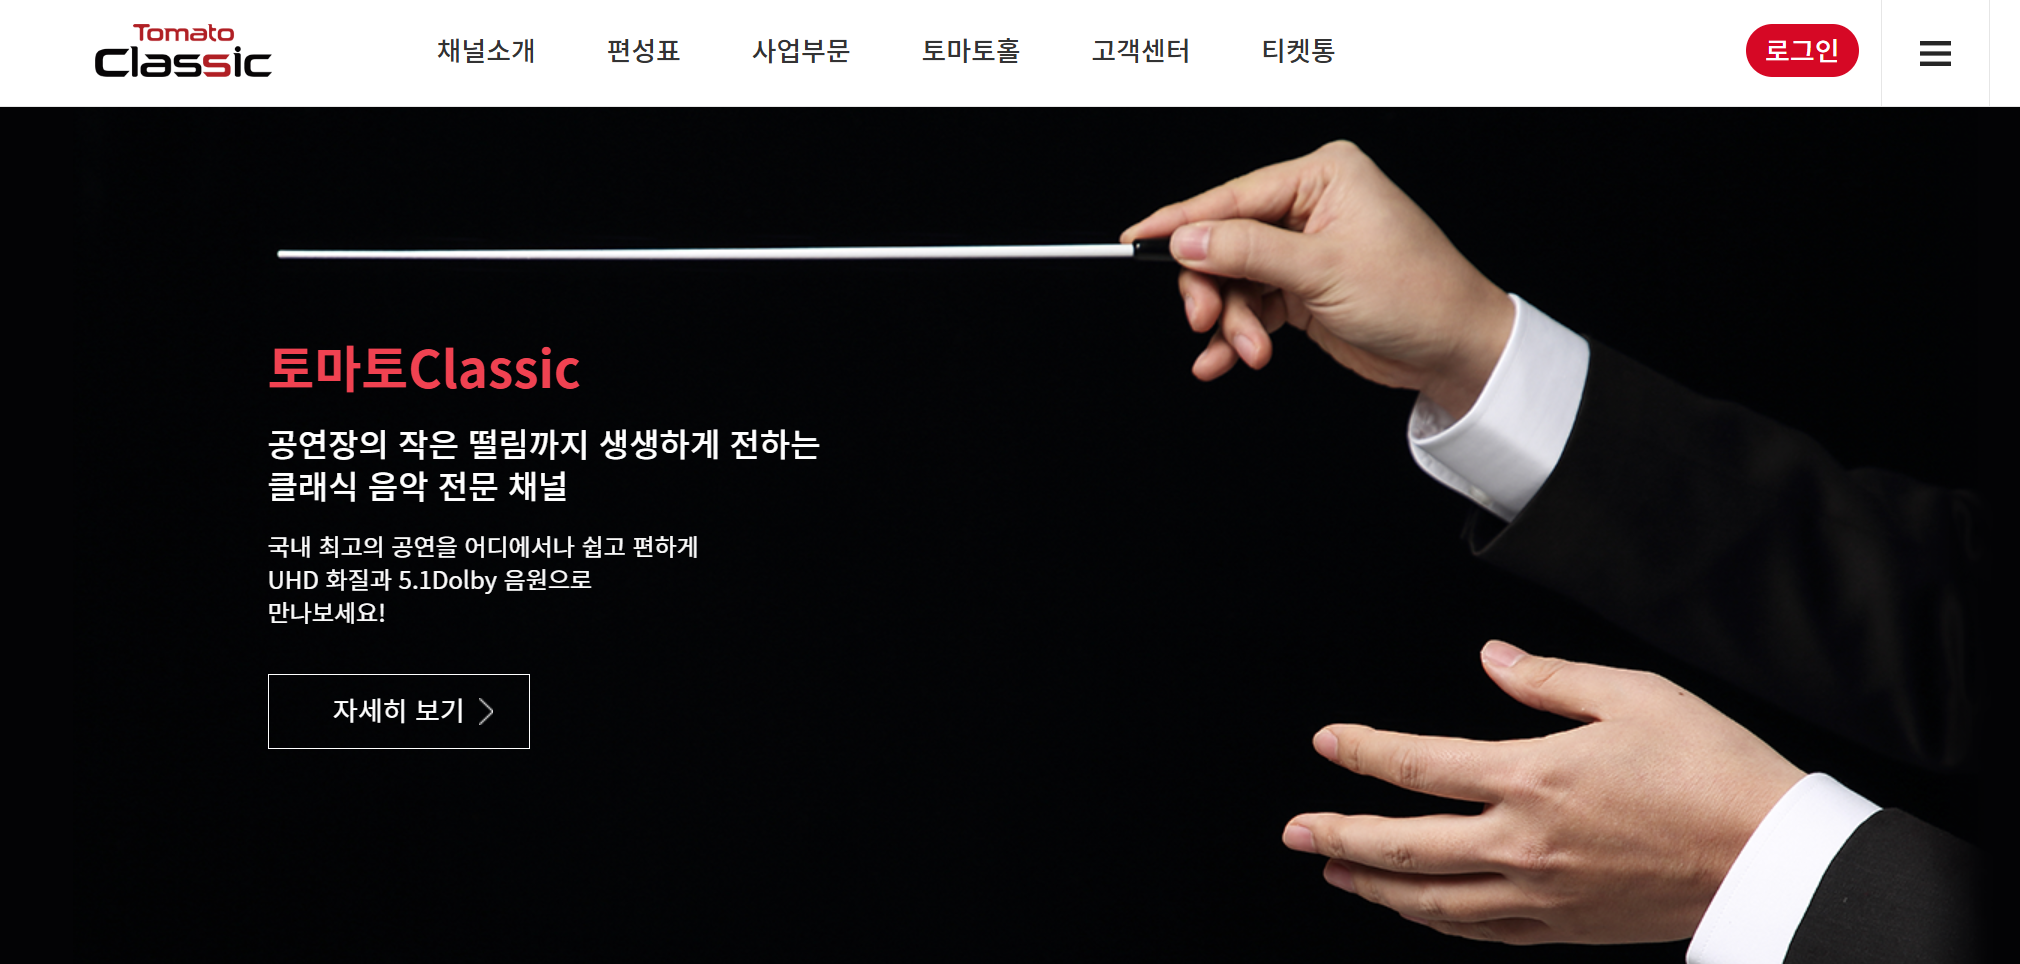 Tomato
Classic
채널소개
편성표
사업부문
토마토홀
고객센터
티켓통
로그인
토마토Classic
공연장의 작은 떨림까지 생생하게 전하는
클래식 음악 전문 채널
국내 최고의 공연을 어디에서나 쉽고 편하게
UHD 화질과 5.1Dolby 음원으로
만나보세요!
자세히 보기